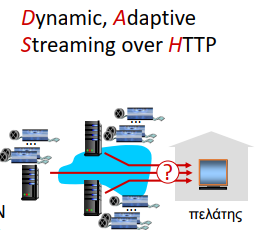 Dynamic, Adaptive
Streaming over HTTP
...
...
?
...
N
πελάτης